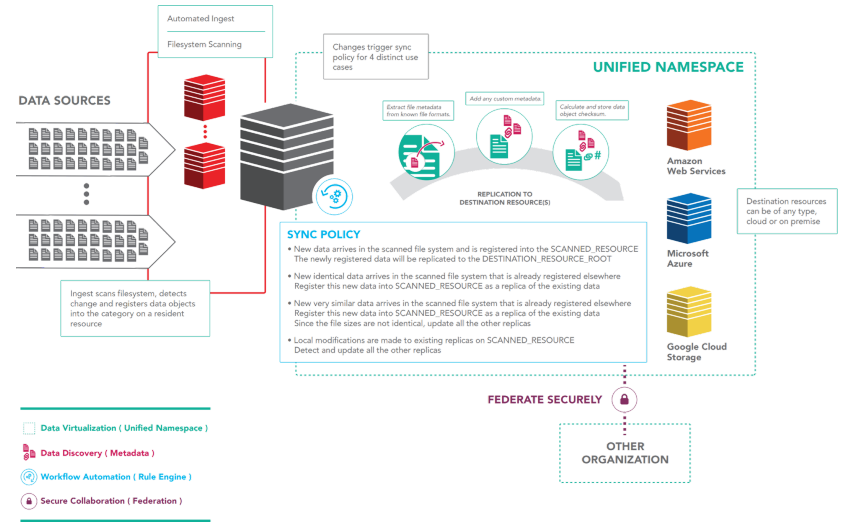 Automated Ingest
Filesystem Scanning
Changes trigger sync
policy for 4 distinct use
cases
UNIFIED NAMESPACE
DATA SOURCES
Extract file metadata
from known file formats.
Add any custom metadata.
Calculate and store data
object checksum.
#
REPLICATION TO
DESTINATION RESOURCE(S)
Amazon
Web Services
Microsoft
Azure
Google Cloud
Storage
Destination resources
can be of any type,
cloud or on premise
Ingest scans filesystem, detects
change and registers data objects
into the category on a resident
resource
SYNC POLICY
• New data arrives in the scanned file system and is registered into the SCANNED_RESOURCE
The newly registered data will be replicated to the DESTINATION_RESOURCE_ROOT
• New identical data arrives in the scanned file system that is already registered elsewhere
Register this new data into SCANNED_RESOURCE as a replica of the existing data
• New very similar data arrives in the scanned file system that is already registered elsewhere
Register this new data into SCANNED_RESOURCE as a replica of the existing data
Since the file sizes are not identical, update all the other replicas
• Local modifications are made to existing replicas on SCANNED_RESOURCE
Detect and update all the other replicas
FEDERATE SECURELY
OTHER
ORGANIZATION
Data Virtualization ( Unified Namespace )
Data Discovery ( Metadata )
Workflow Automation ( Rule Engine )
Secure Collaboration ( Federation )